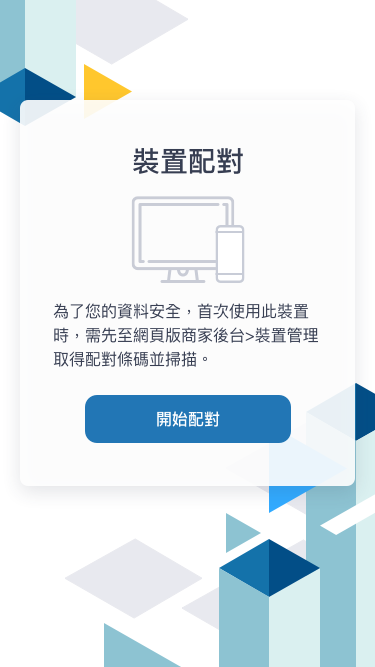 裝置配對
為了您的資料安全，首次使用此裝置
時，需先至網頁版商家後台>裝置管理
取得配對條碼並掃描。
開始配對